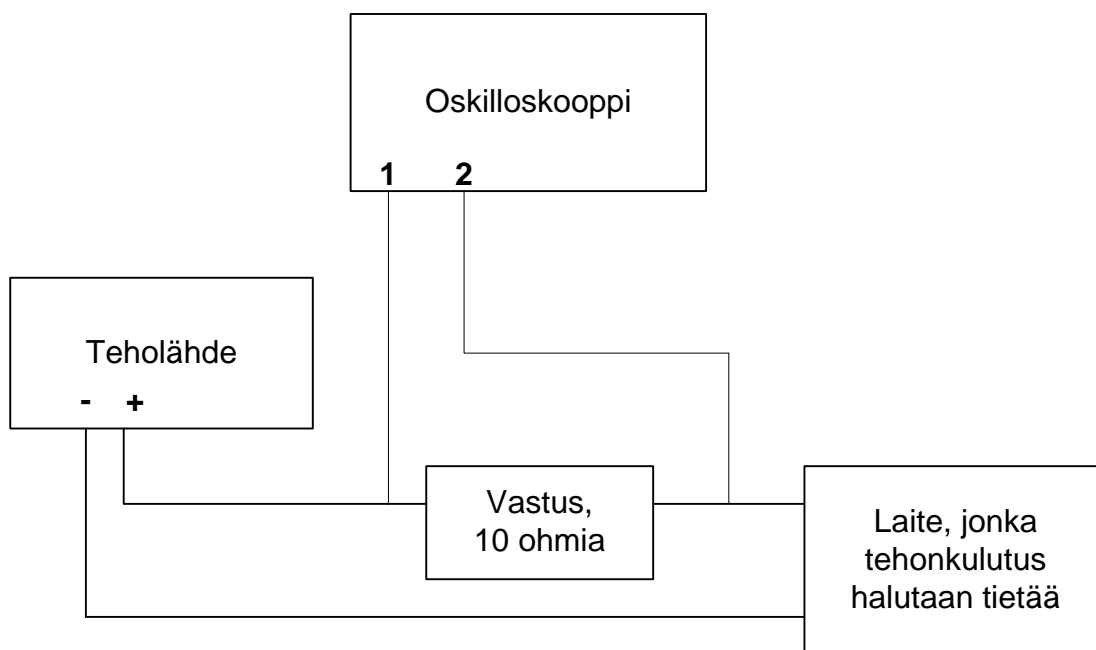 Oskilloskooppi
1 2
Teholähde
- +
Vastus,
10 ohmia
Laite, jonka
tehonkulutus
halutaan tietää